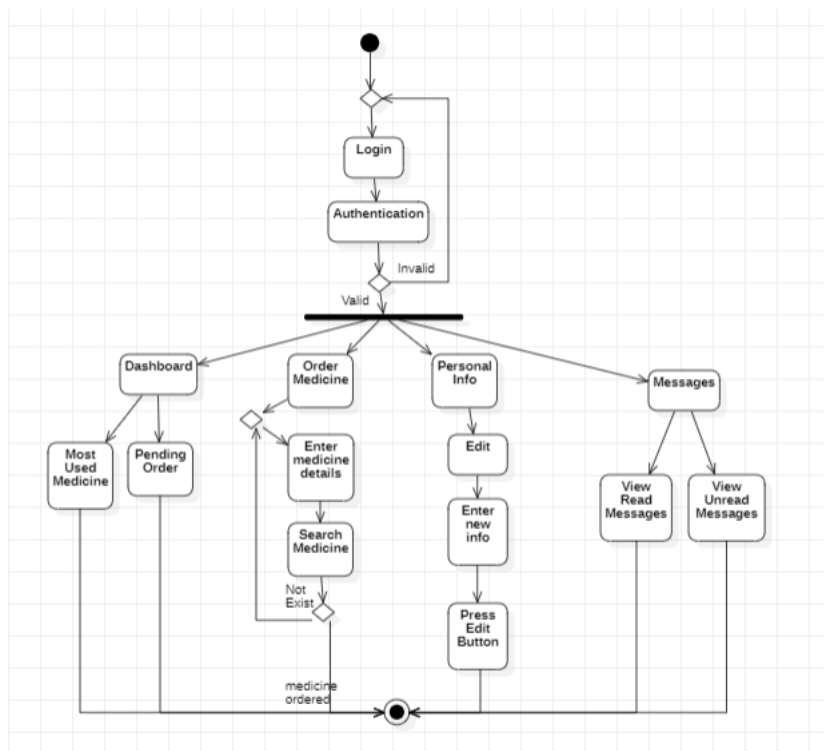 Login
Authentication
Invalid
Valid
Dashboard
Order
Medicine
Personal
Info
Messages
Most
Used
Medicine
Pending
Order
Enter
medicine
details
Edit
View
Read
Messages
View
Unread
Messages
Enter
new
info
Search
Medicine
Not
Exist
Press
Edit
Button
medicine
ordered